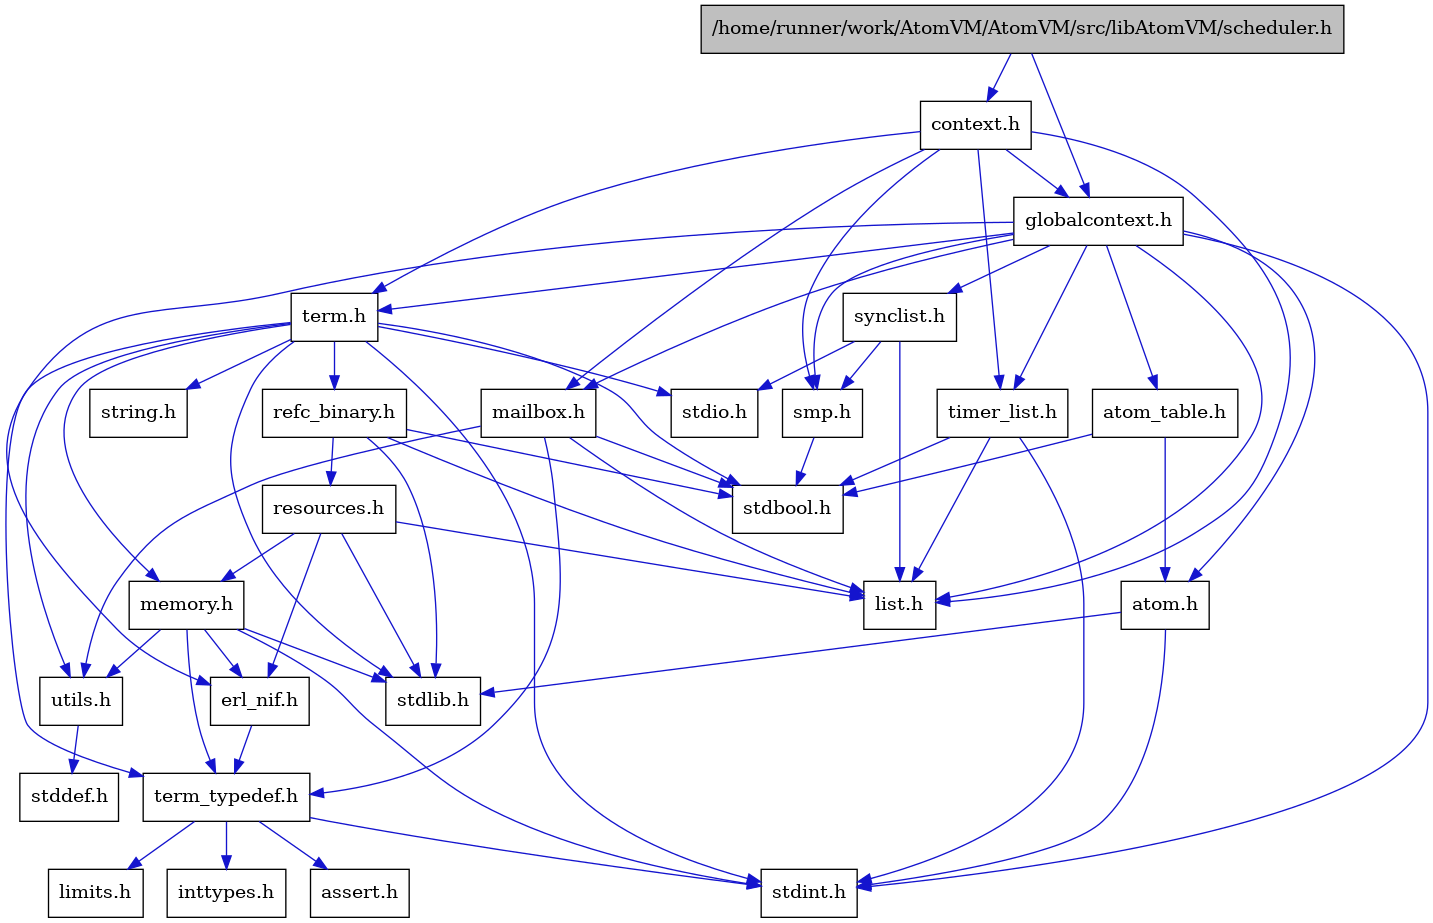 /home/runner/work/AtomVM/AtomVM/src/libAtomVM/scheduler.h
context.h
globalcontext.h
term.h
synclist.h
string.h
refc_binary.h
mailbox.h
stdio.h
smp.h
timer_list.h
atom_table.h
resources.h
stdbool.h
memory.h
list.h
atom.h
utils.h
erl_nif.h
stdlib.h
stddef.h
term_typedef.h
limits.h
inttypes.h
assert.h
stdint.h